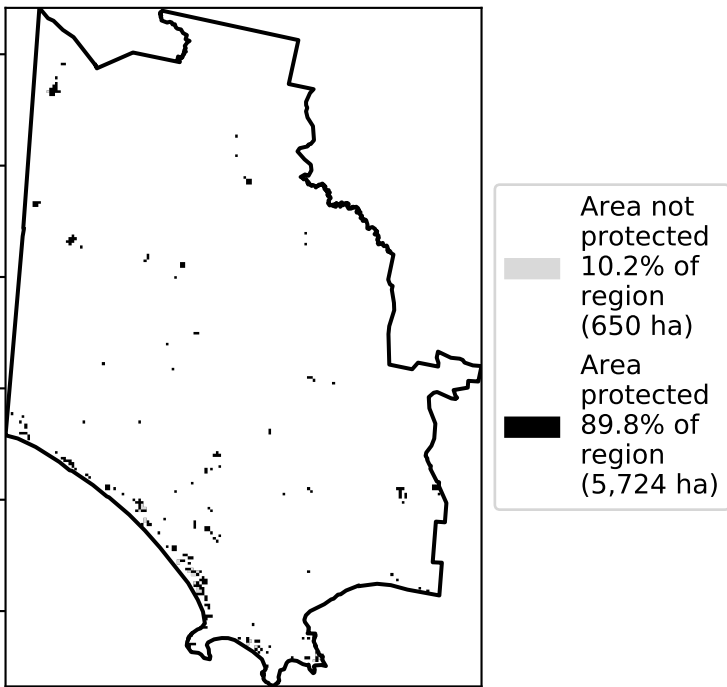 Area not
protected
10.2% of
region
(650 ha)
Area
protected
89.8% of
region
(5,724 ha)